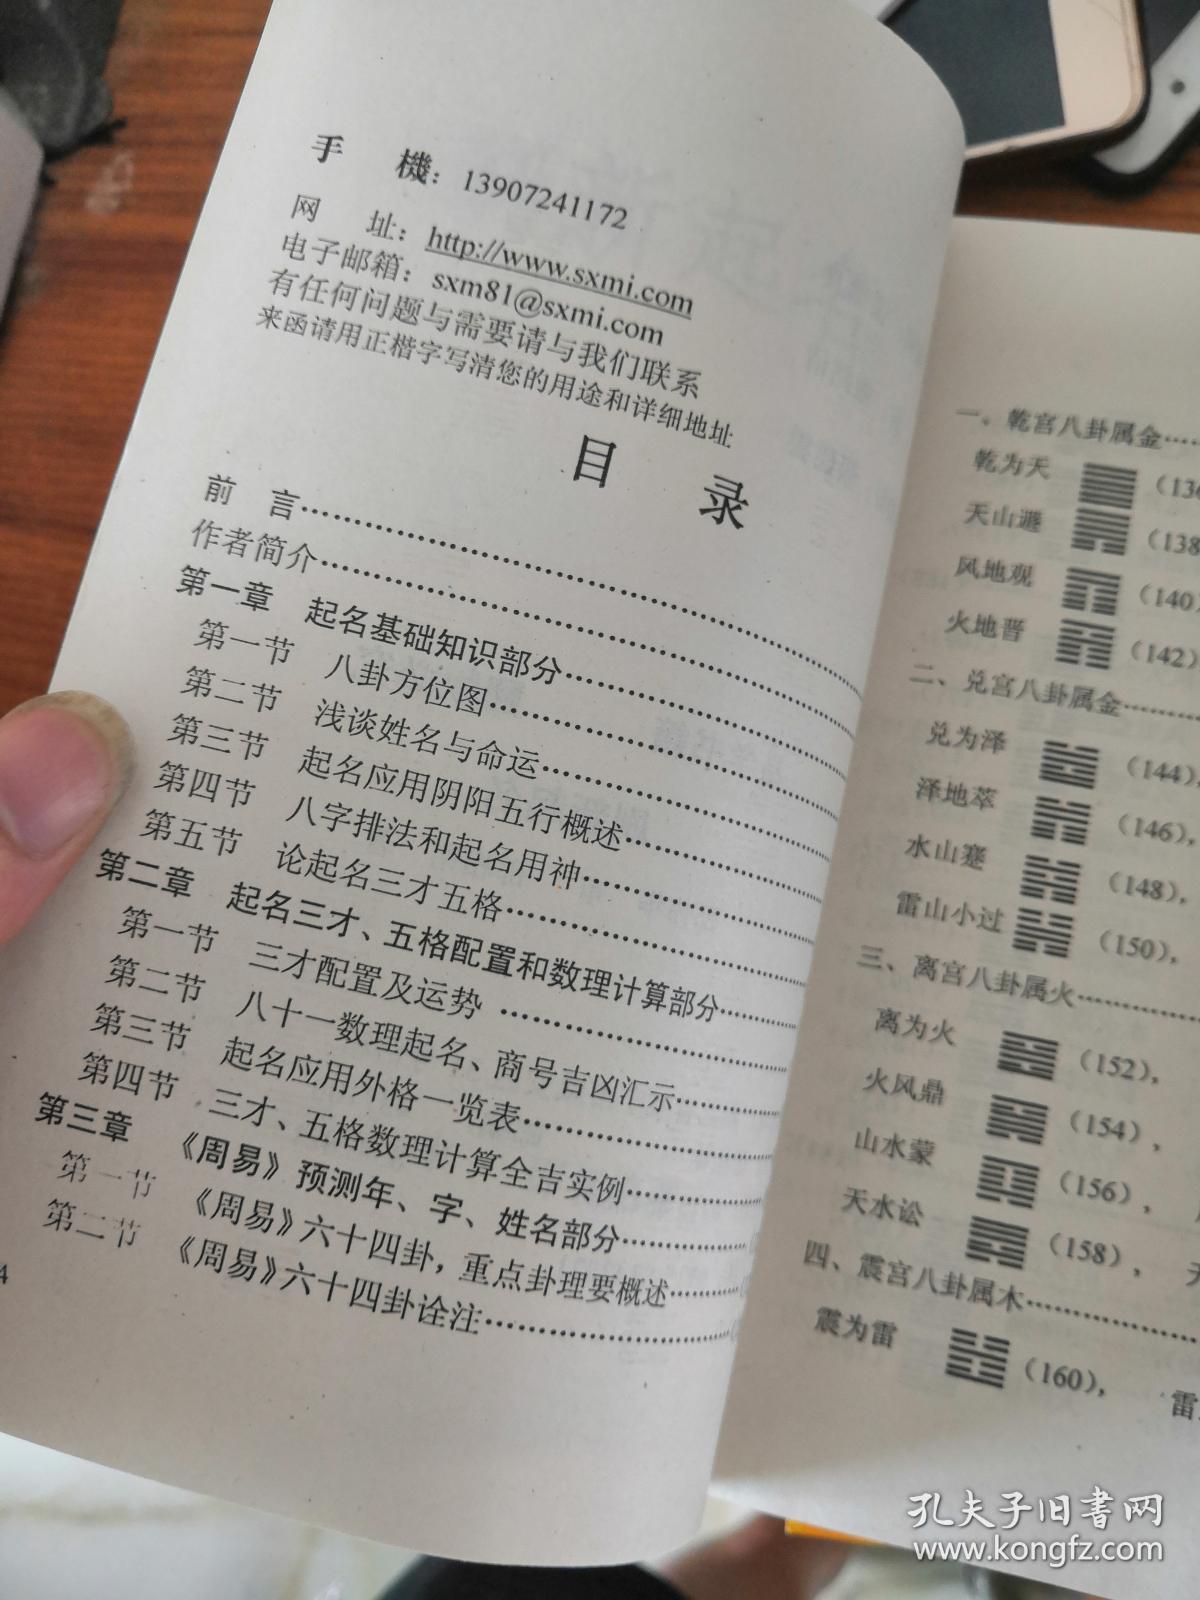 手 機：13907241172
网 址：http://www.sxmi.com
电子邮箱：sxm81@sxmi.com
有任何问题与需要请与我们联系
来函请用正楷字写清您的用途和详细地址
目 录
前 言
作者简介
第一章 起名基础知识部分
第一节 八卦方位图
第二节 浅谈姓名与命运
第三节 起名应用阴阳五行概述
第四节 八字排法和起名用神
第五节 论起名三才五格
第二章 起名三才、五格配置和数理计算部分
第一节 三才配置及运势
第二节 八十一数理起名、商号吉凶汇示
第三节 起名应用外格一览表
第四节 三才、五格数理计算全吉实例
第三章 《周易》预测年、字、姓名部分
第一节 《周易》六十四卦，重点卦理要概述
第二节 《周易》六十四卦诠注
4
一、乾宫八卦属金
乾为天 (136
天山遯 (138
风地观 (140)
火地晋 (142)
二、兑宫八卦属金
兑为泽 (144),
泽地萃 (146),
水山蹇 (148),
雷山小过 (150),
三、离宫八卦属火
离为火 (152),
火风鼎 (154),
山水蒙 (156),
天水讼 (158), 天
四、震宫八卦属木
震为雷 (160), 雷
孔夫子旧书网
www.kongfz.com